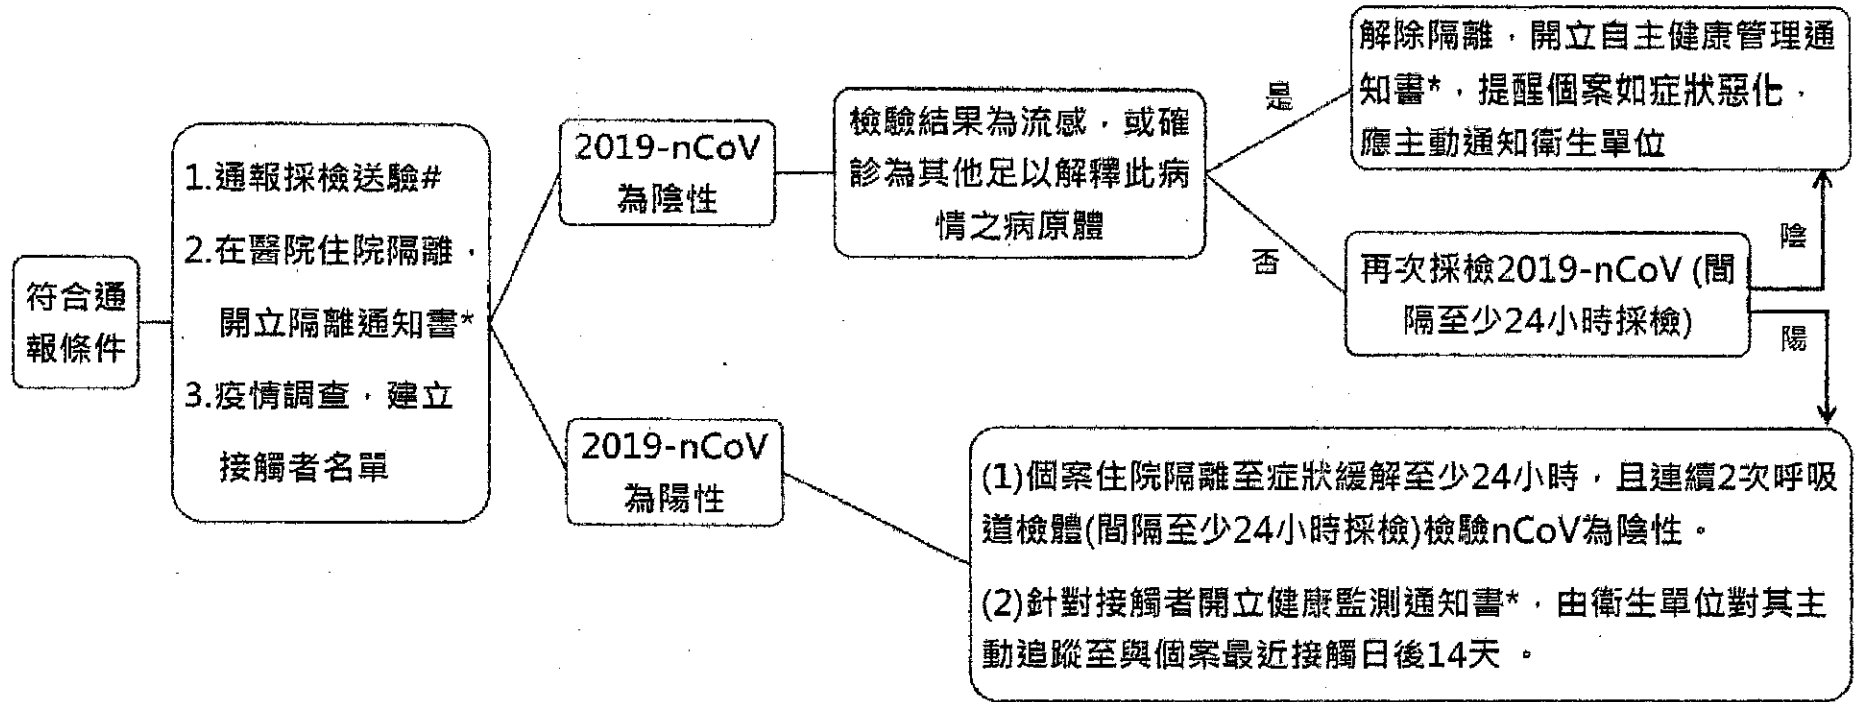 符合通
報條件
1.通報採檢送驗#
2.在醫院住院隔離，
開立隔離通知書*
3.疫情調查，建立
接觸者名單
2019-nCoV
為陰性
檢驗結果為流感，或確
診為其他足以解釋此病
情之病原體
是
解除隔離，開立自主健康管理通
知書*，提醒個案如症狀惡化，
應主動通知衛生單位
否
再次採檢2019-nCoV (間
隔至少24小時採檢)
陰
陽
2019-nCoV
為陽性
(1)個案住院隔離至症狀緩解至少24小時，且連續2次呼吸
道檢體(間隔至少24小時採檢)檢驗nCoV為陰性。
(2)針對接觸者開立健康監測通知書*，由衛生單位對其主
動追蹤至與個案最近接觸日後14天 。